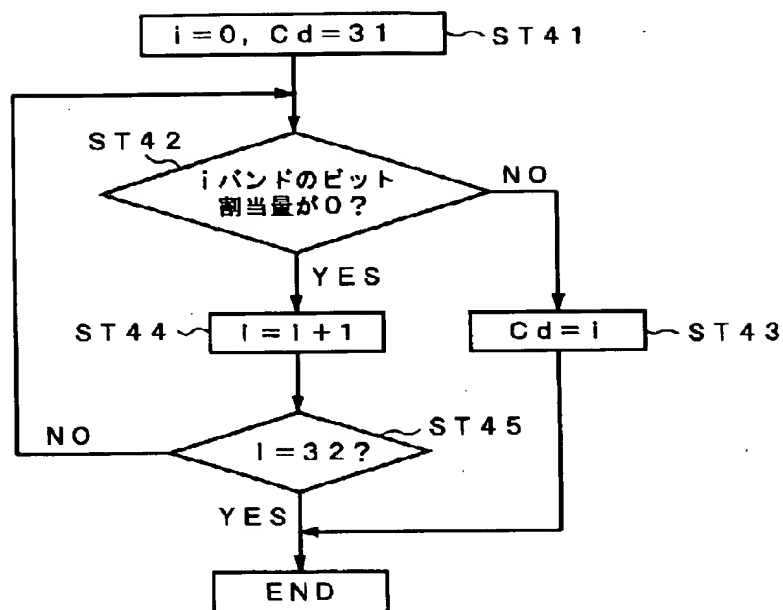 i=0, Cd=31
ST41
ST42
iバンドのビット
割当量が0?
NO
YES
ST44
i=i+1
Cd=i
ST43
NO
i=32?
ST45
YES
END